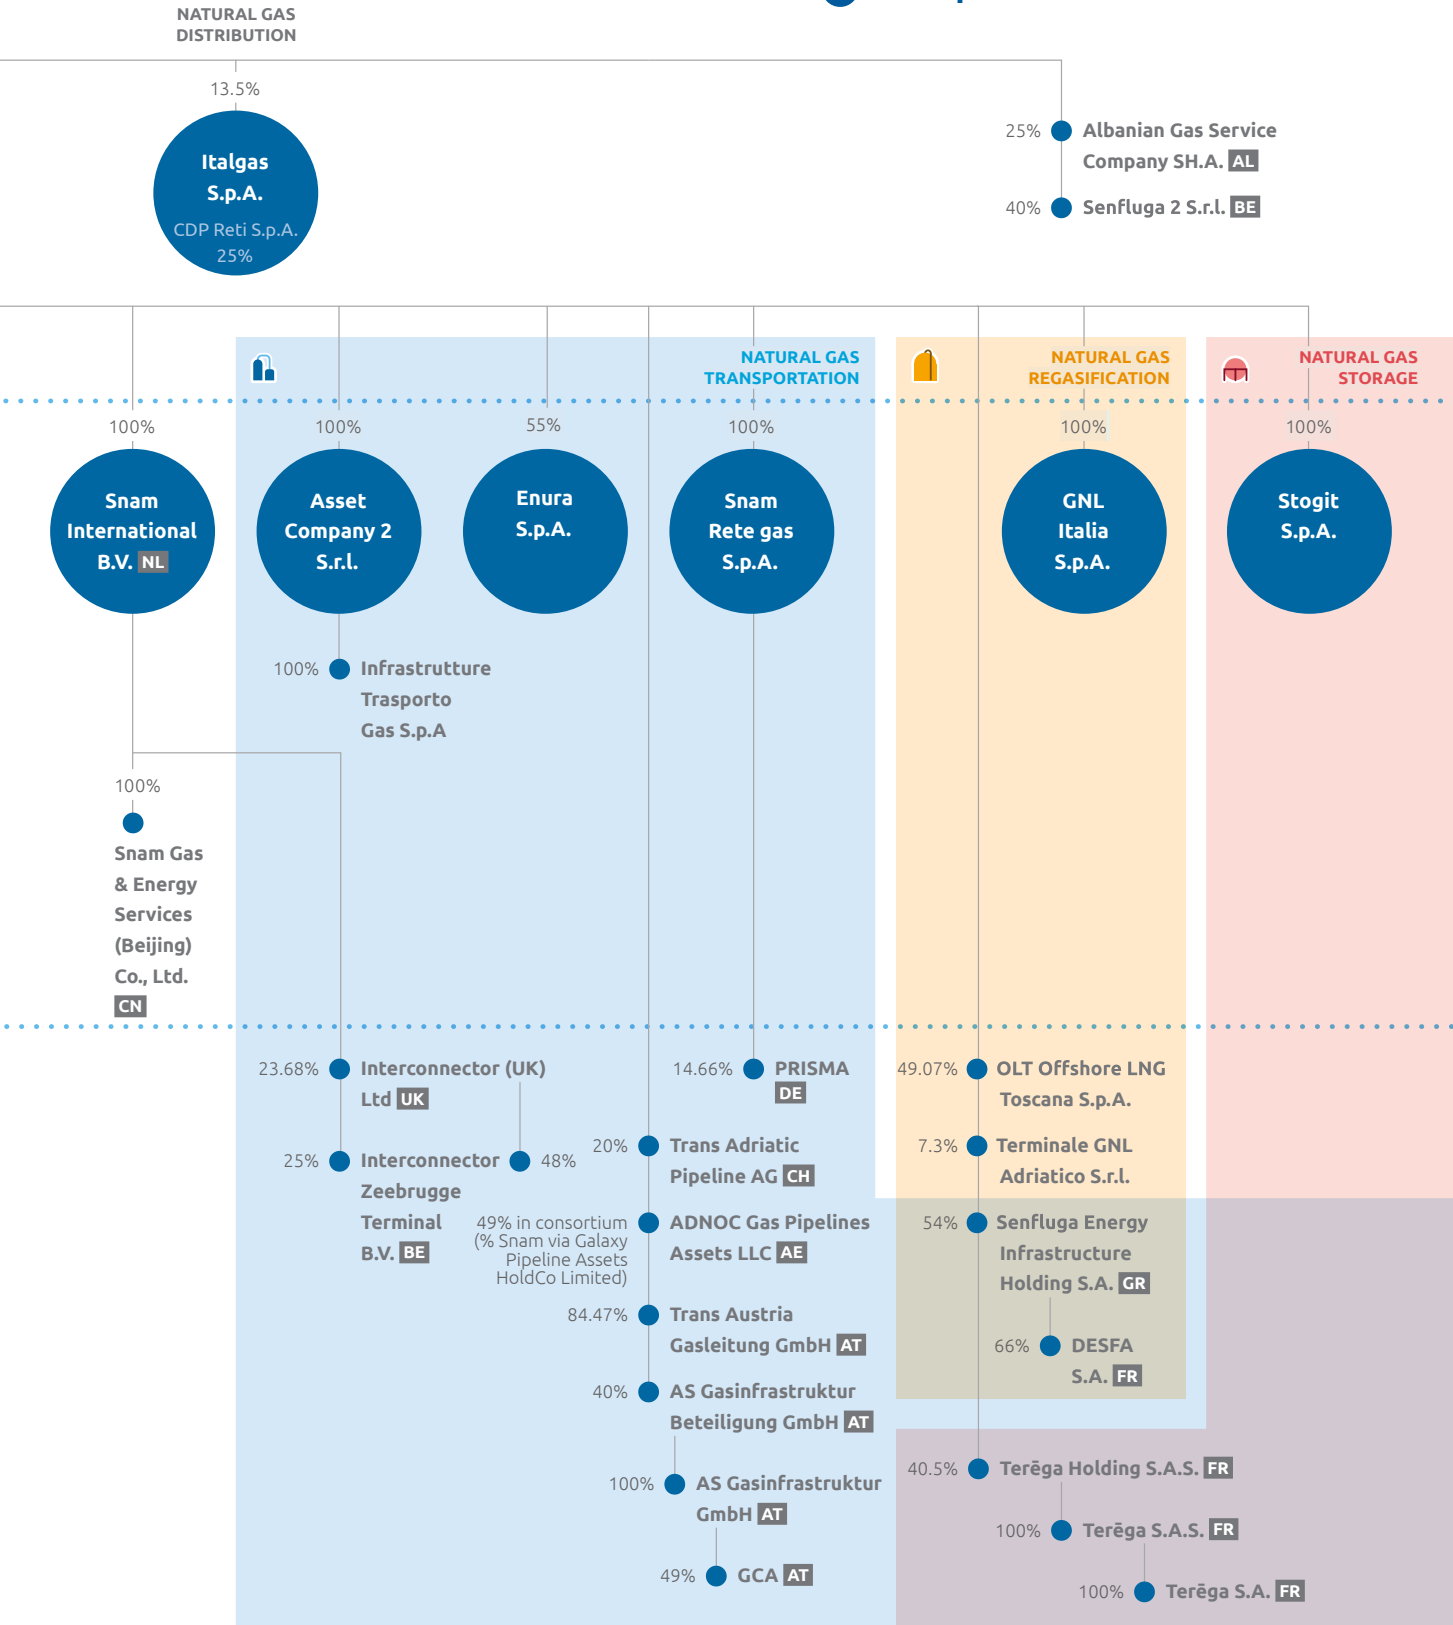 NATURAL GAS
DISTRIBUTION
13.5%
Italgas
S.p.A.
CDP Reti S.p.A.
25%
25%
Albanian Gas Service
Company SH.A. AL
40%
Senfluga 2 S.r.l. BE
NATURAL GAS
TRANSPORTATION
NATURAL GAS
REGASIFICATION
NATURAL GAS
STORAGE
100%
Snam
International
B.V. NL
100%
Asset
Company 2
S.r.l.
55%
Enura
S.p.A.
100%
Snam
Rete gas
S.p.A.
100%
GNL
Italia
S.p.A.
100%
Stogit
S.p.A.
100%
Infrastrutture
Trasporto
Gas S.p.A
100%
Snam Gas
& Energy
Services
(Beijing)
Co., Ltd.
CN
23.68%
Interconnector (UK)
Ltd UK
25%
Interconnector
Zeebrugge
Terminal
B.V. BE
48%
14.66%
PRISMA
DE
20%
Trans Adriatic
Pipeline AG CH
49% in consortium
(% Snam via Galaxy
Pipeline Assets
HoldCo Limited)
ADNOC Gas Pipelines
Assets LLC AE
84.47%
Trans Austria
Gasleitung GmbH AT
40%
AS Gasinfrastruktur
Beteiligung GmbH AT
100%
AS Gasinfrastruktur
GmbH AT
49%
GCA AT
49.07%
OLT Offshore LNG
Toscana S.p.A.
7.3%
Terminale GNL
Adriatico S.r.l.
54%
Senfluga Energy
Infrastructure
Holding S.A. GR
66%
DESFA
S.A. FR
40.5%
Terēga Holding S.A.S. FR
100%
Terēga S.A.S. FR
100%
Terēga S.A. FR